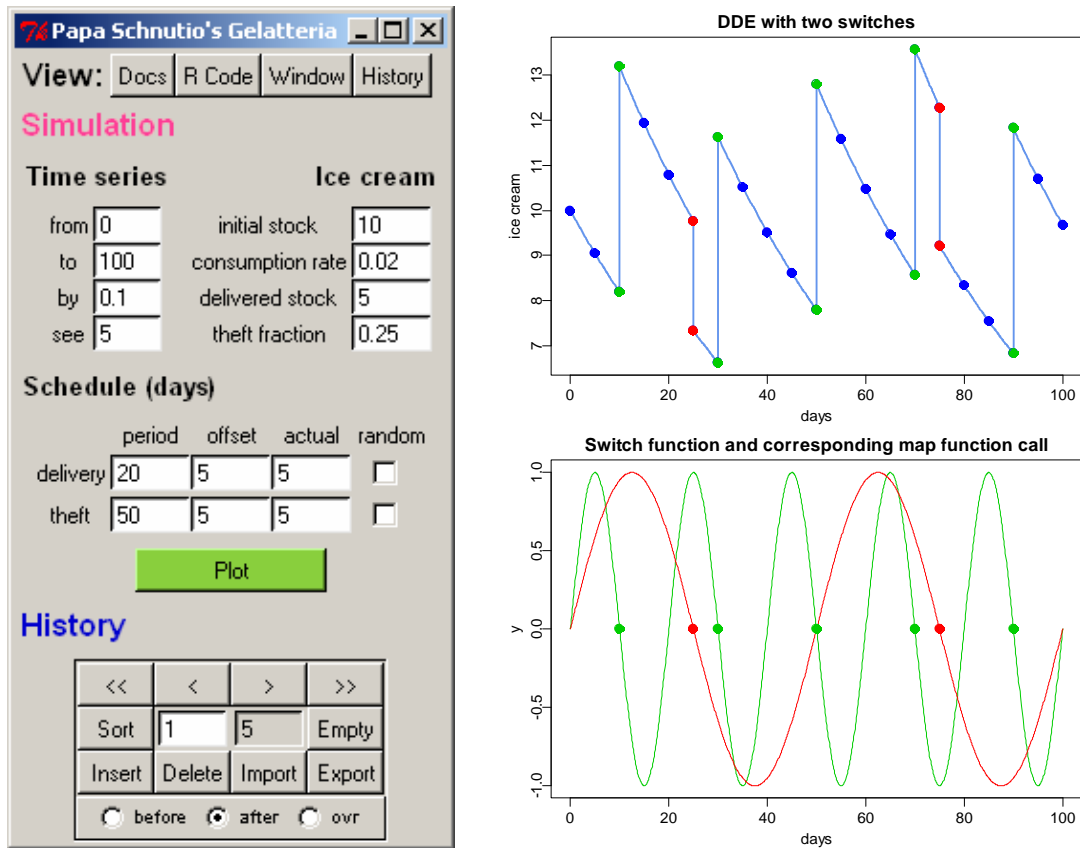 Papa Schnutio's Gelatteria
View: Docs R Code Window History
Simulation
Time series Ice cream
from 0 initial stock 10
to 100 consumption rate 0.02
by 0.1 delivered stock 5
see 5 theft fraction 0.25
Schedule (days)
period offset actual random
delivery 20 5 5
theft 50 5 5
Plot
History
<< < > >>
Sort 1 5 Empty
Insert Delete Import Export
before after ovr
DDE with two switches
13
12
11
10
9
8
7
ice cream
0 20 40 60 80 100
days
Switch function and corresponding map function call
1.0
0.5
0.0
-0.5
-1.0
y
0 20 40 60 80 100
days